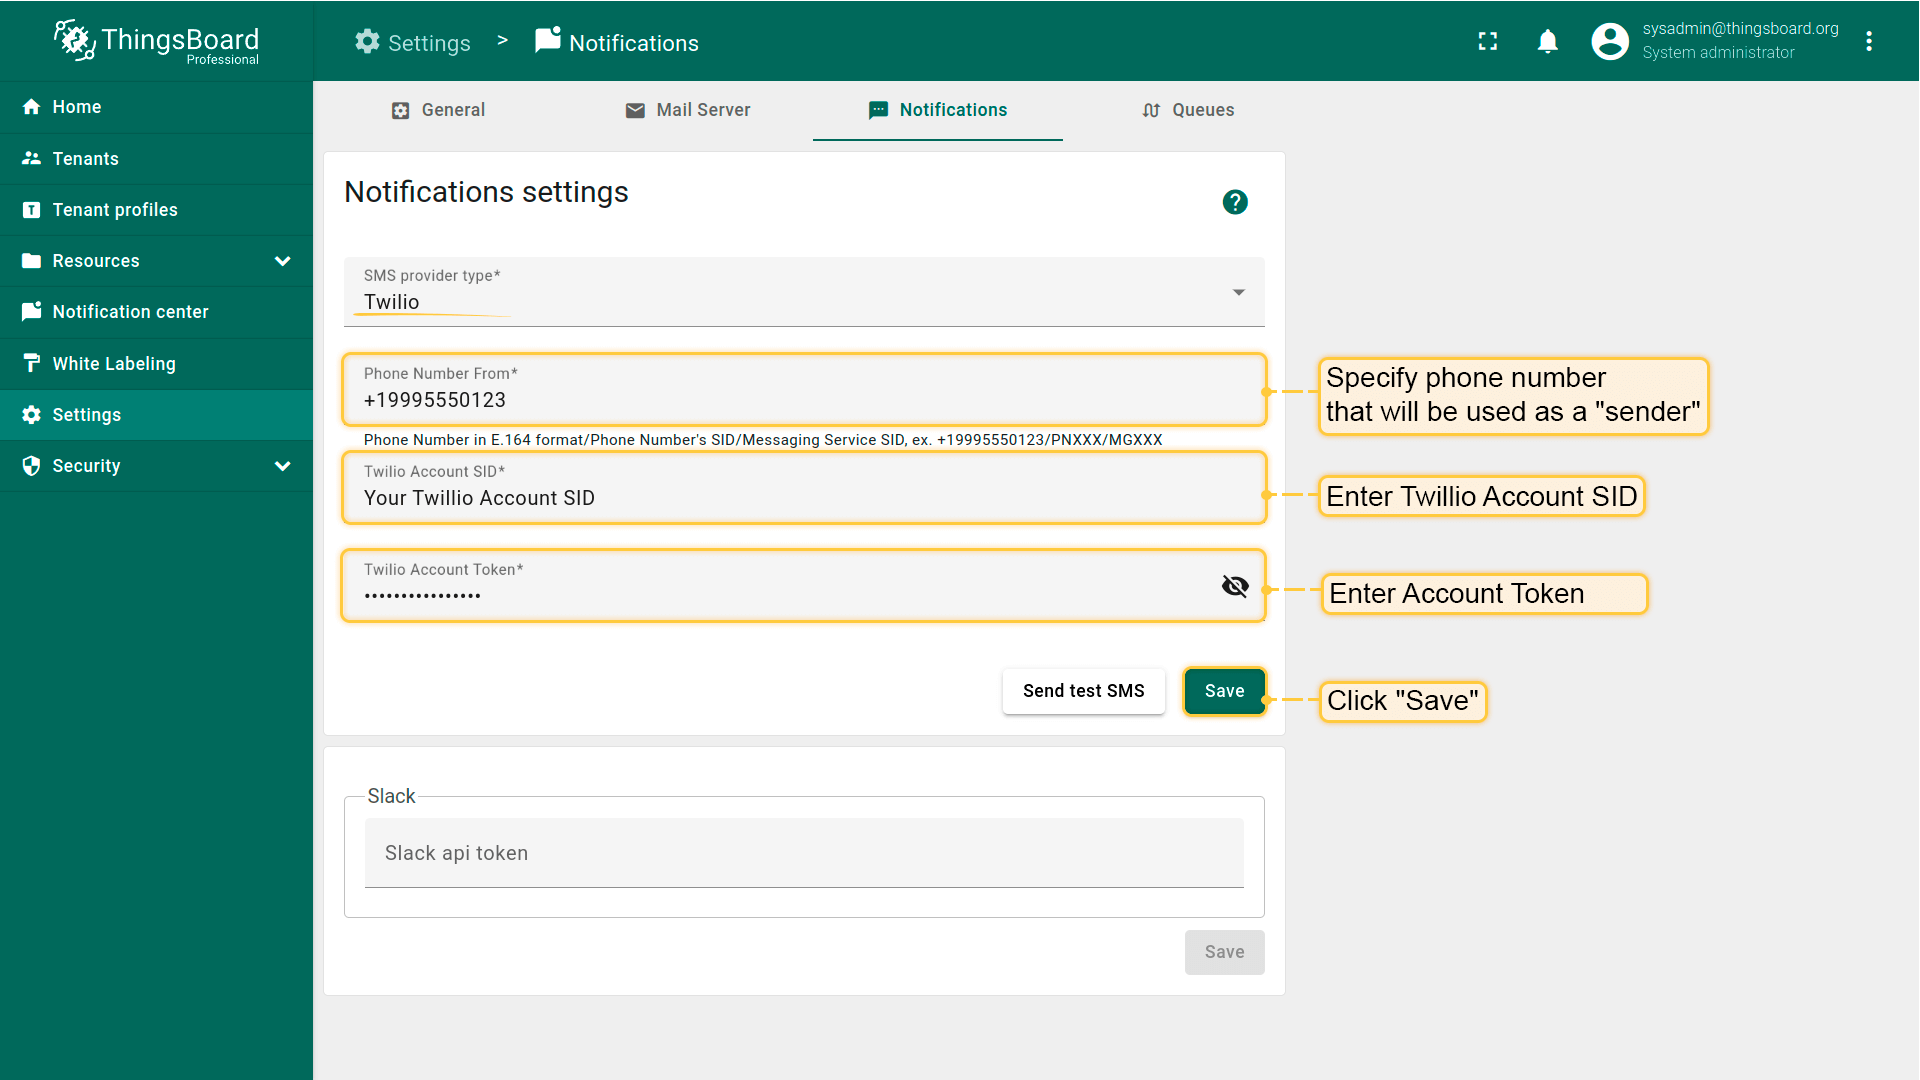 ThingsBoard
Professional
Settings > Notifications
sysadmin@thingsboard.org
System administrator
Home
Tenants
Tenant profiles
Resources
Notification center
White Labeling
Settings
Security
General
Mail Server
Notifications
Queues
Notifications settings
?
SMS provider type*
Twilio
Phone Number From*
+19995550123
Phone Number in E.164 format/Phone Number's SID/Messaging Service SID, ex. +19995550123/PNXXX/MGXXX
Twilio Account SID*
Your Twillio Account SID
Twilio Account Token*
••••••••••••••••
Send test SMS
Save
Specify phone number
that will be used as a "sender"
Enter Twillio Account SID
Enter Account Token
Click "Save"
Slack
Slack api token
Save